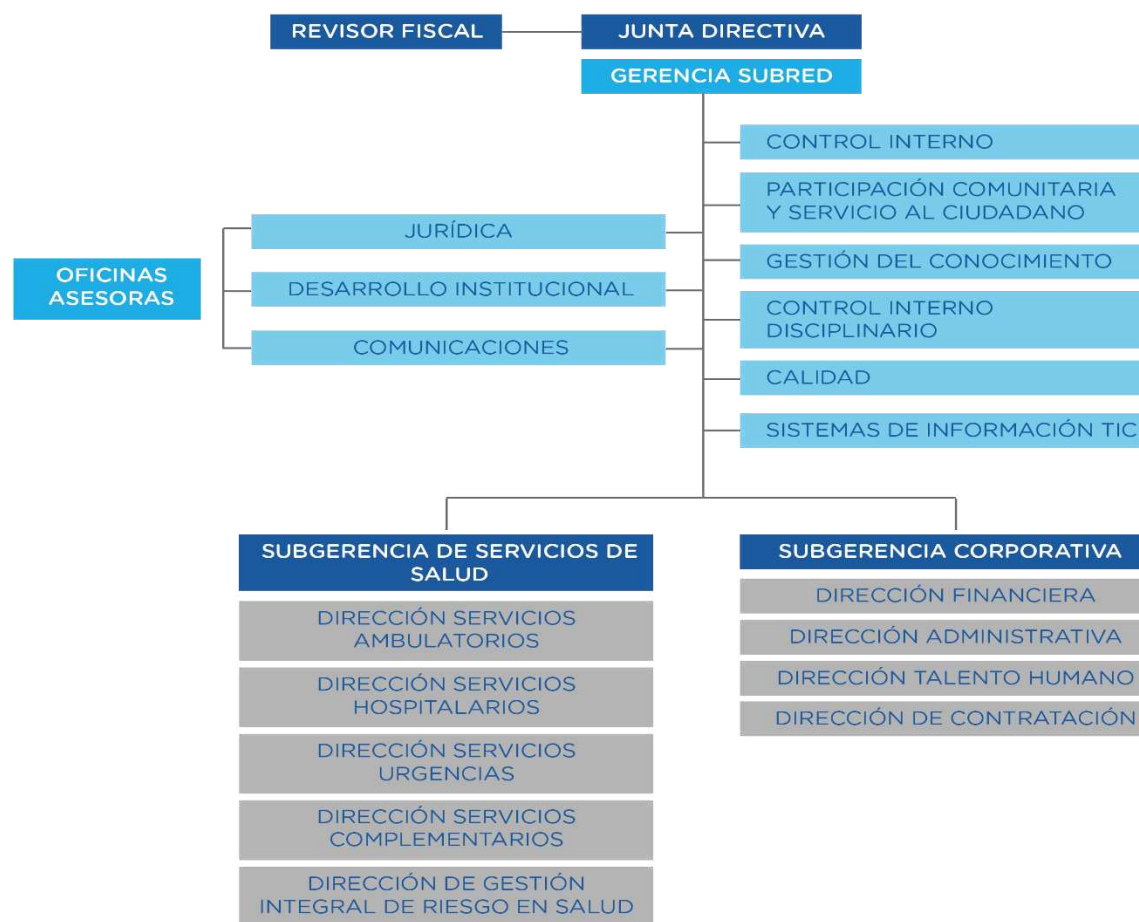 REVISOR FISCAL
JUNTA DIRECTIVA
GERENCIA SUBRED
CONTROL INTERNO
PARTICIPACIÓN COMUNITARIA
Y SERVICIO AL CIUDADANO
GESTIÓN DEL CONOCIMIENTO
CONTROL INTERNO
DISCIPLINARIO
CALIDAD
SISTEMAS DE INFORMACIÓN TIC
OFICINAS
ASESORAS
JURÍDICA
DESARROLLO INSTITUCIONAL
COMUNICACIONES
SUBGERENCIA DE SERVICIOS DE
SALUD
DIRECCIÓN SERVICIOS
AMBULATORIOS
DIRECCIÓN SERVICIOS
HOSPITALARIOS
DIRECCIÓN SERVICIOS
URGENCIAS
DIRECCIÓN SERVICIOS
COMPLEMENTARIOS
DIRECCIÓN DE GESTIÓN
INTEGRAL DE RIESGO EN SALUD
SUBGERENCIA CORPORATIVA
DIRECCIÓN FINANCIERA
DIRECCIÓN ADMINISTRATIVA
DIRECCIÓN TALENTO HUMANO
DIRECCIÓN DE CONTRATACIÓN